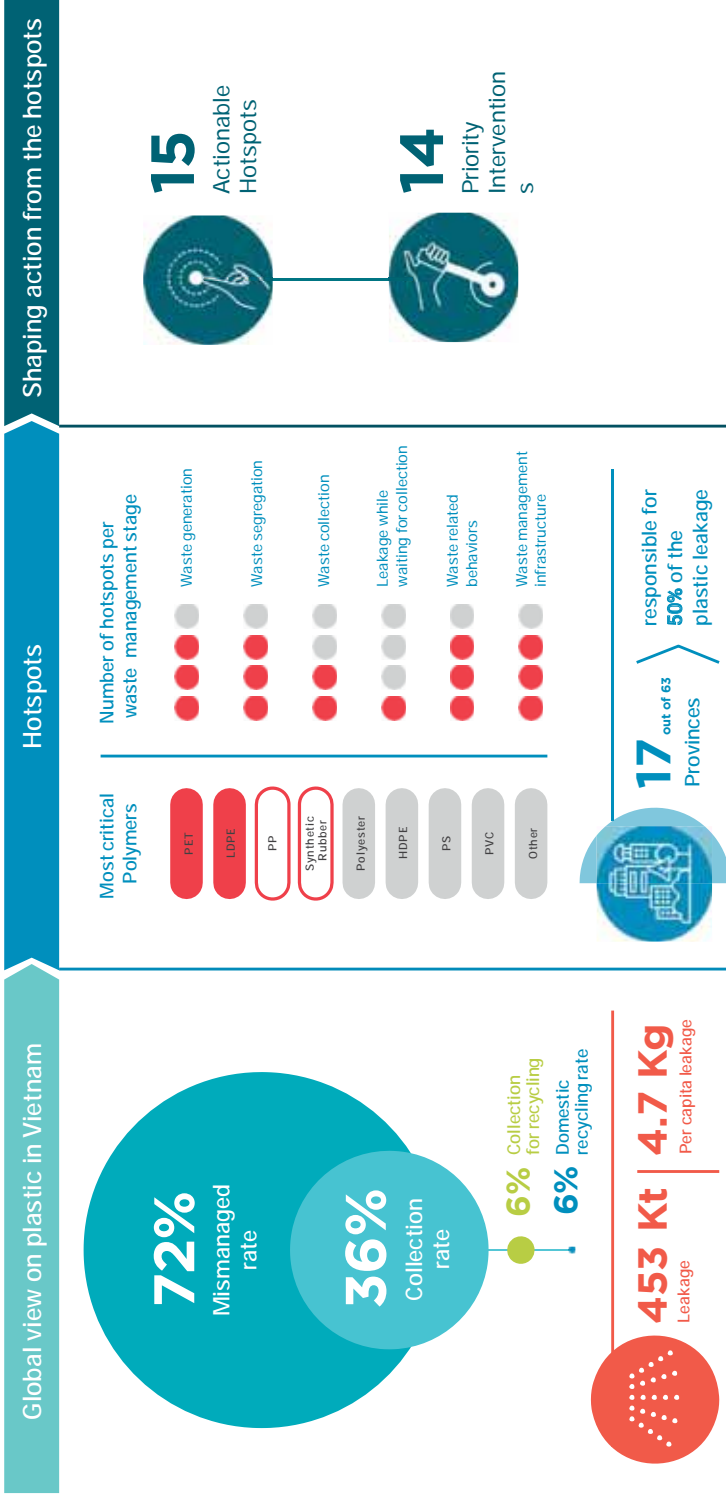 Global view on plastic in Vietnam
72%
Mismanaged
rate
36%
Collection
rate
6%
Collection
for recycling
6%
Domestic
recycling rate
453 Kt
Leakage
4.7 Kg
Per capita leakage
Hotspots
Most critical
Polymers
PET
LDPE
PP
Synthetic
Rubber
Polyester
HDPE
PS
PVC
Other
Number of hotspots per
waste management stage
Waste generation
Waste segregation
Waste collection
Leakage while
waiting for collection
Waste related
behaviors
Waste management
infrastructure
17 out of 63
Provinces
responsible for
50% of the
plastic leakage
Shaping action from the hotspots
15
Actionable
Hotspots
14
Priority
Intervention
s